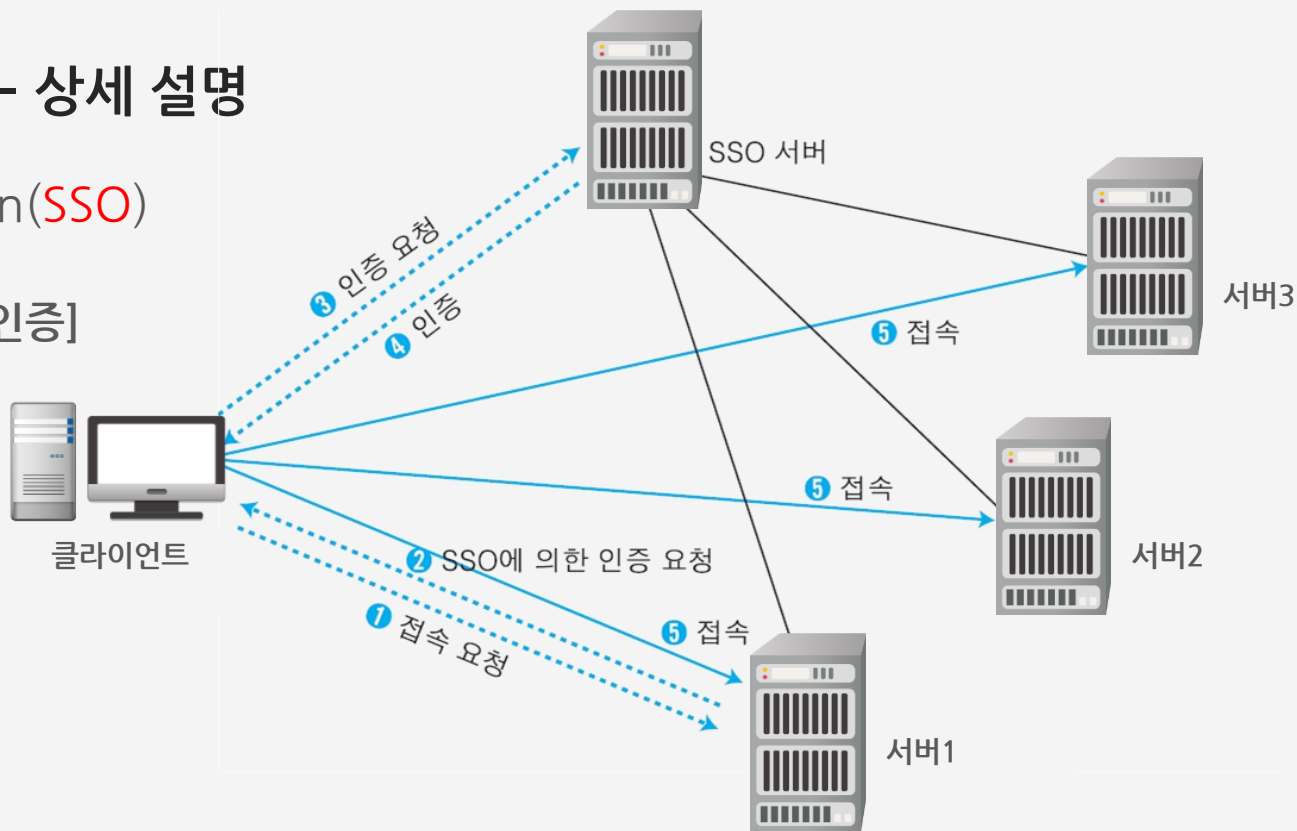 - 상세 설명
n(SSO)
인증]
SSO 서버
서버3
❸ 인증 요청
❹ 인증
❺ 접속
❺ 접속
서버2
클라이언트
❷ SSO에 의한 인증 요청
❶ 접속 요청
❺ 접속
서버1